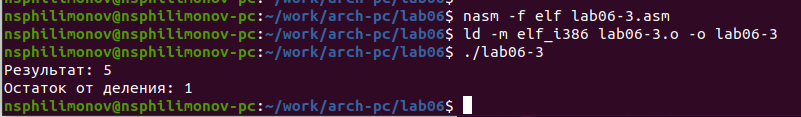 nsphilimonov@nsphilimonov-pc:~/work/arch-pc/lab06$ nasm -f elf lab06-3.asm
nsphilimonov@nsphilimonov-pc:~/work/arch-pc/lab06$ ld -m elf_i386 lab06-3.o -o lab06-3
nsphilimonov@nsphilimonov-pc:~/work/arch-pc/lab06$ ./lab06-3
Результат: 5
Остаток от деления: 1
nsphilimonov@nsphilimonov-pc:~/work/arch-pc/lab06$